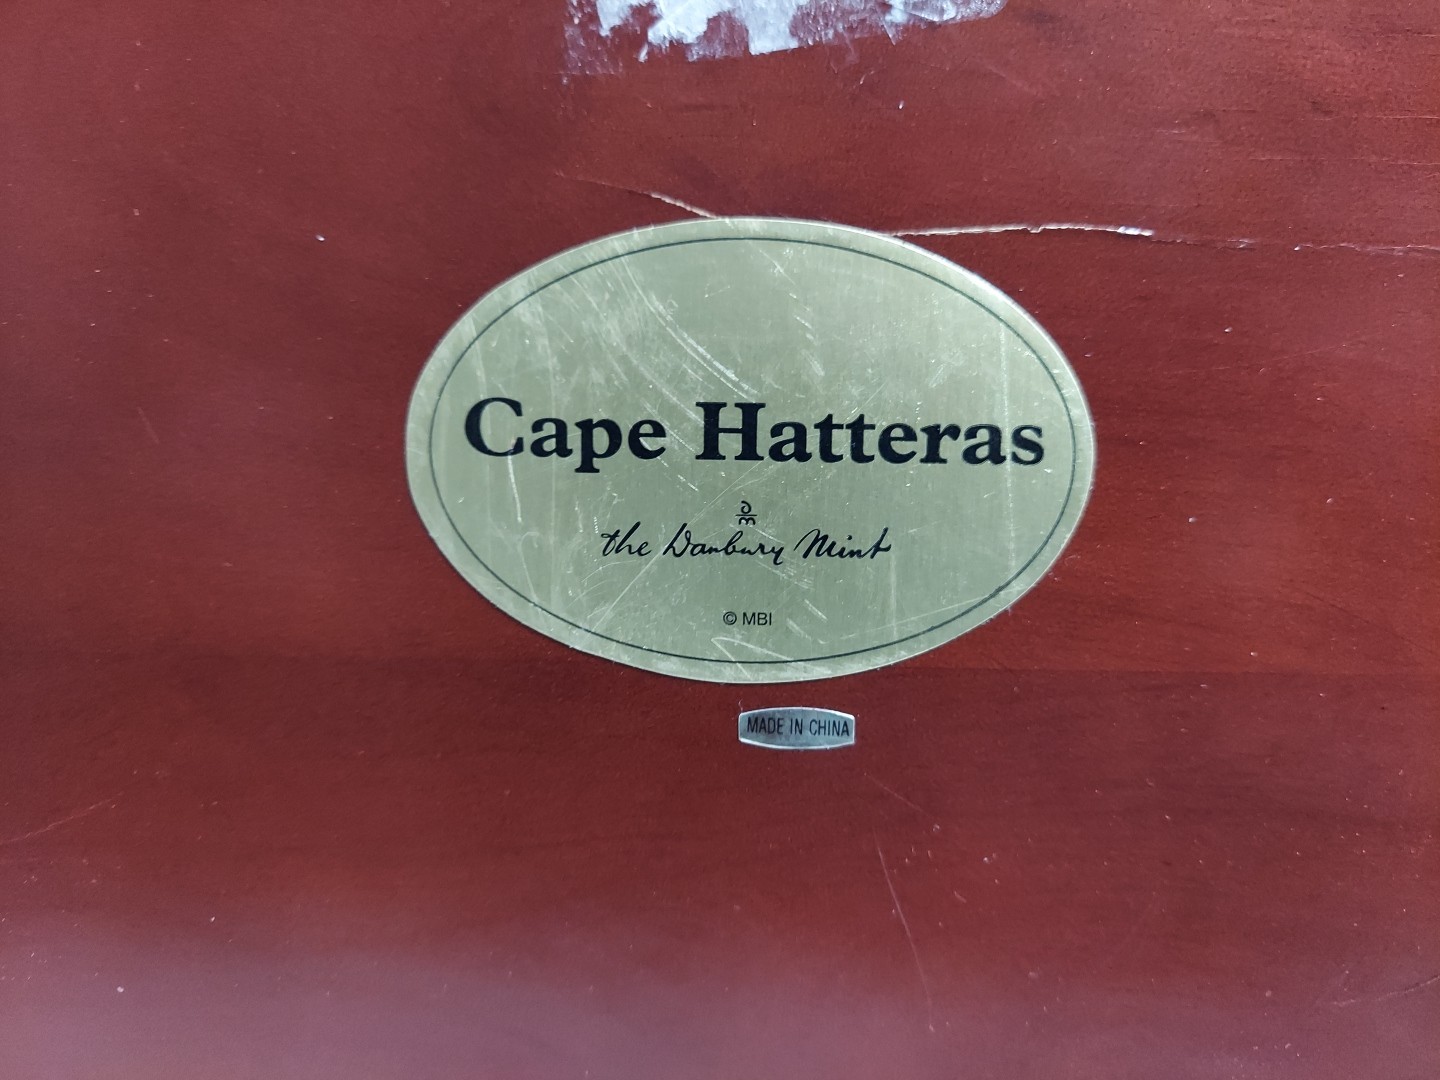 Cape Hatteras
the Danbury Mint
© MBI
MADE IN CHINA